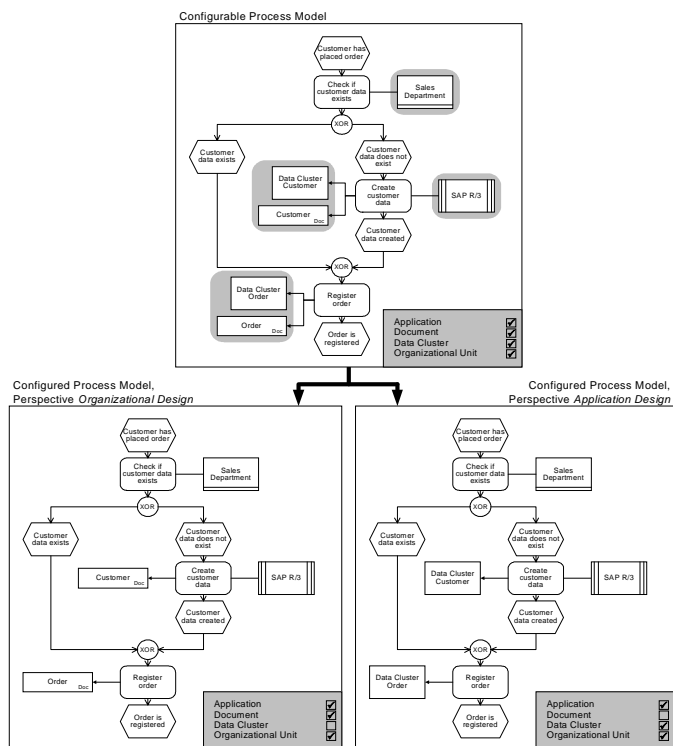 Configurable Process Model
Customer has
placed order
Check if
customer data
exists
Sales
Department
XOR
Customer
data exists
Customer
data does not
exist
Data Cluster
Customer
Create
customer
data
SAP R/3
Customer
Doc
Customer
data created
XOR
Data Cluster
Order
Register
order
Order
Doc
Order is
registered
Application
Document
Data Cluster
Organizational Unit
Configured Process Model,
Perspective Organizational Design
Customer has
placed order
Check if
customer data
exists
Sales
Department
XOR
Customer
data exists
Customer
data does not
exist
Customer
Doc
Create
customer
data
SAP R/3
Customer
data created
XOR
Order
Doc
Register
order
Order is
registered
Application
Document
Data Cluster
Organizational Unit
Configured Process Model,
Perspective Application Design
Customer has
placed order
Check if
customer data
exists
Sales
Department
XOR
Customer
data exists
Customer
data does not
exist
Data Cluster
Customer
Create
customer
data
SAP R/3
Customer
data created
XOR
Data Cluster
Order
Register
order
Order is
registered
Application
Document
Data Cluster
Organizational Unit